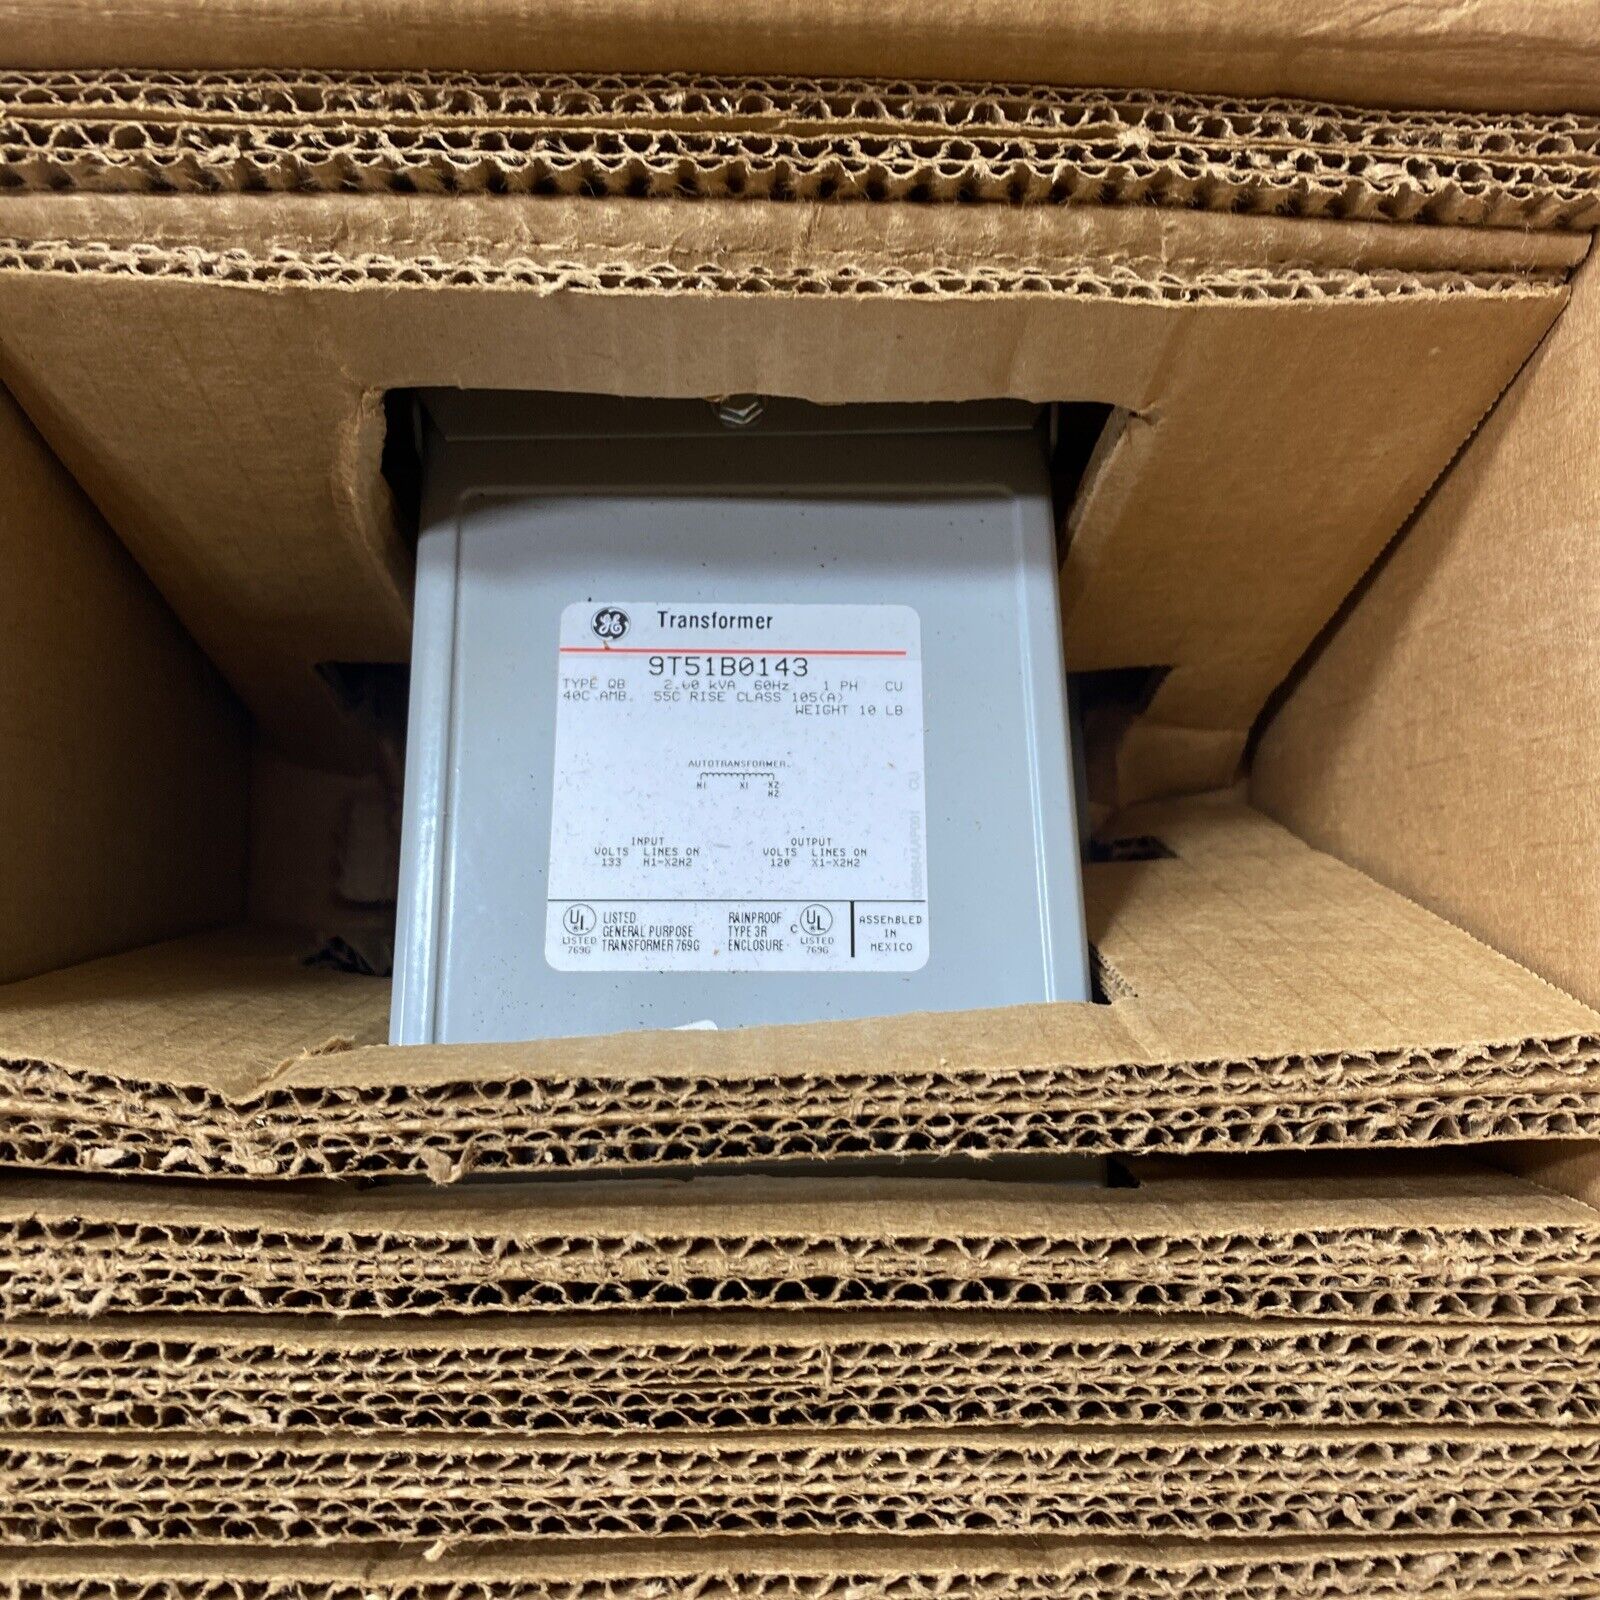 GE Transformer
9T51B0143
TYPE QB 2.00 kVA 60Hz 1 PH CU
40C.AMB. 55C RISE CLASS 105(A)
WEIGHT 10 LB
AUTOTRANSFORMER.
H1 X1 X2
H2
INPUT OUTPUT
VOLTS LINES ON VOLTS LINES ON
133 H1-X2H2 120 X1-X2H2
UL LISTED 769G
LISTED
GENERAL PURPOSE
TRANSFORMER 769G
RAINPROOF
TYPE 3R
ENCLOSURE
C UL LISTED 769G
ASSEMBLED
IN
MEXICO
CU